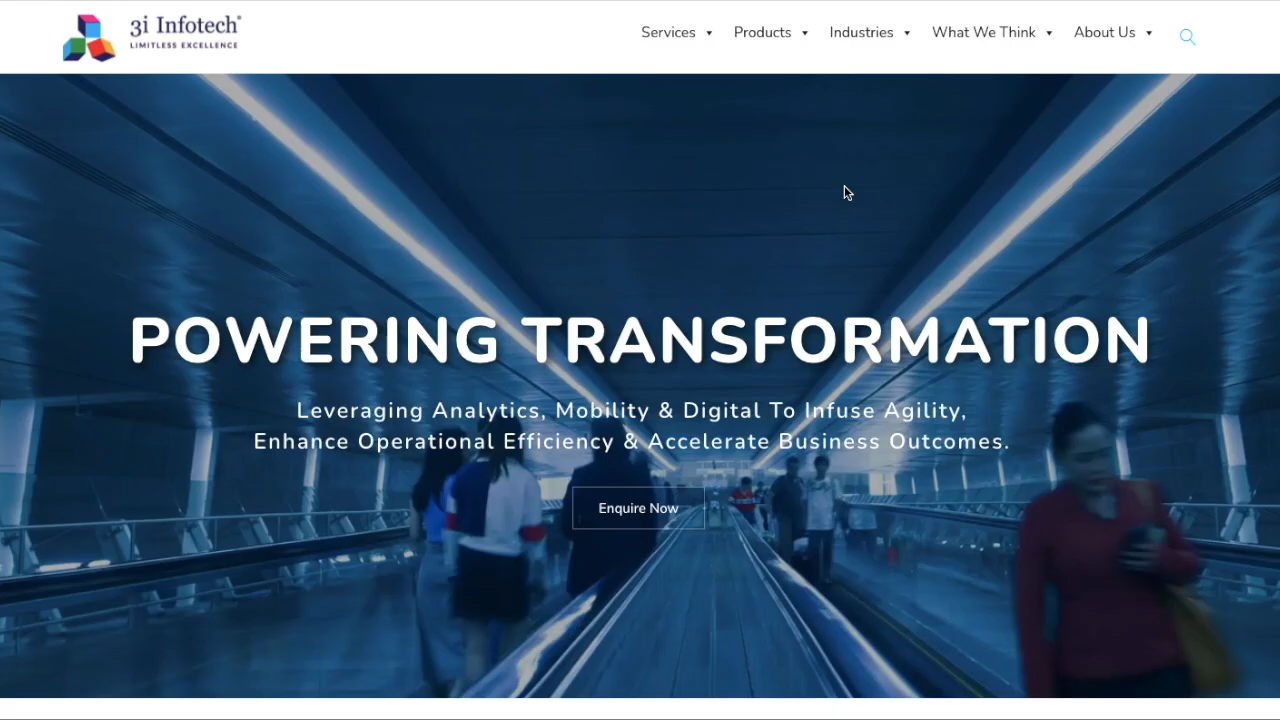 3i Infotech®
LIMITLESS EXCELLENCE
Services Products Industries What We Think About Us
POWERING TRANSFORMATION
Leveraging Analytics, Mobility & Digital To Infuse Agility,
Enhance Operational Efficiency & Accelerate Business Outcomes.
Enquire Now